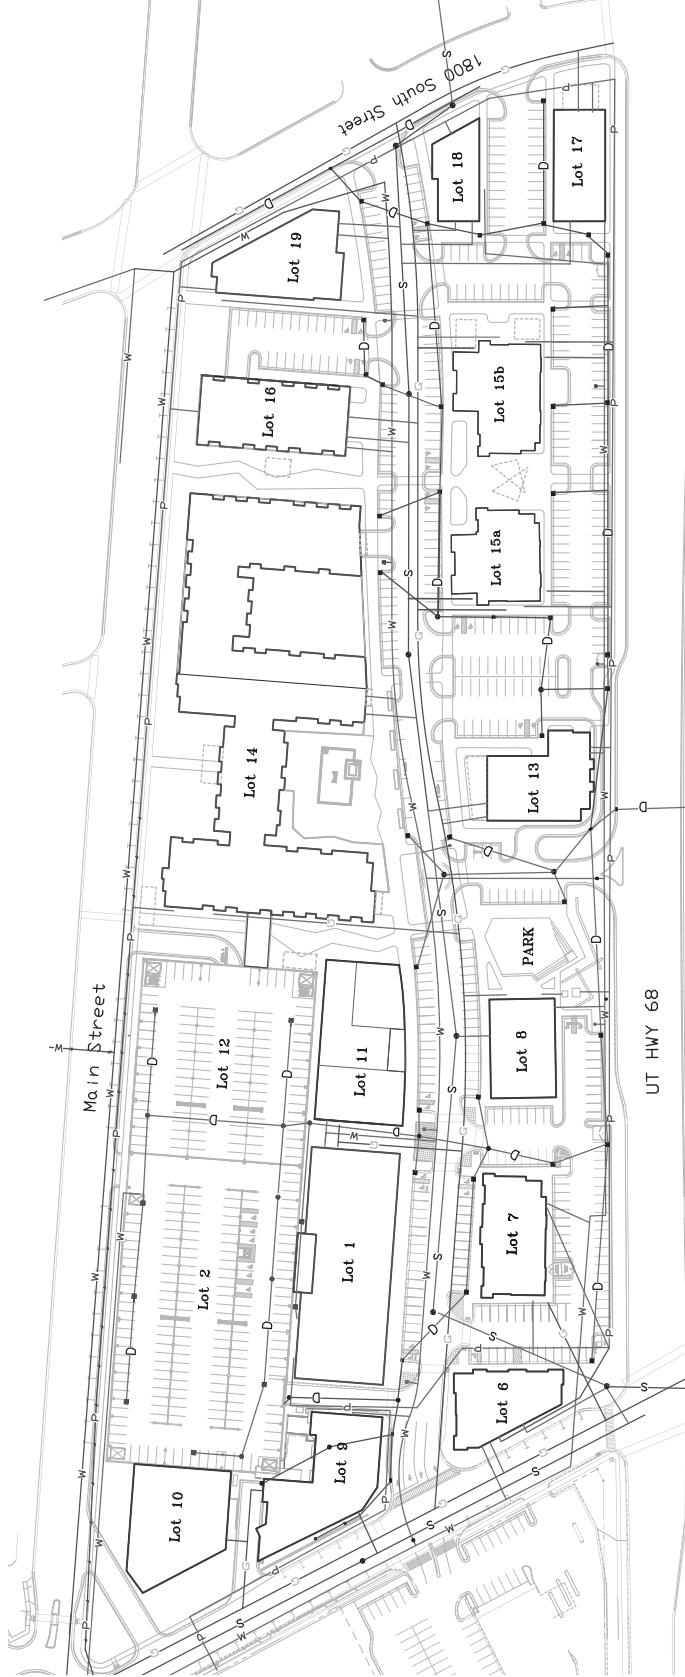 1800 South Street
Lot 17
Lot 18
Lot 19
Lot 16
Lot 15b
Lot 15a
Lot 14
Lot 13
PARK
Lot 8
Lot 12
Lot 11
Main Street
UT HWY 68
Lot 7
Lot 1
Lot 2
Lot 6
Lot 9
Lot 10